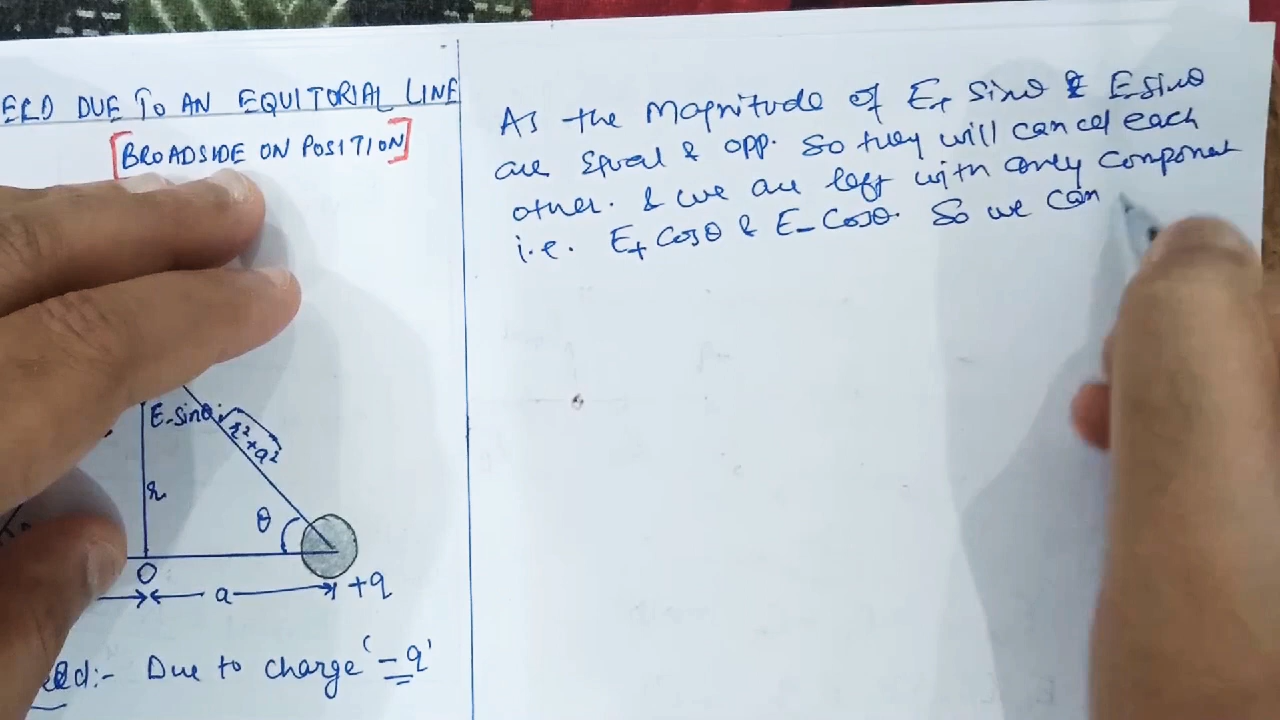 ERD DUE TO AN EQUITORIAL LINE
[BROADSIDE ON POSITION]
E-sinθ
√r²+a²
r
θ
O
a
+q
ed:- Due to charge '-q'
As the Magnitude of E+ Sinθ & E sinθ
are Equal & opp. So they will cancel each
other. & we are left with only component
i.e. E+ Cosθ & E- Cosθ. So we can